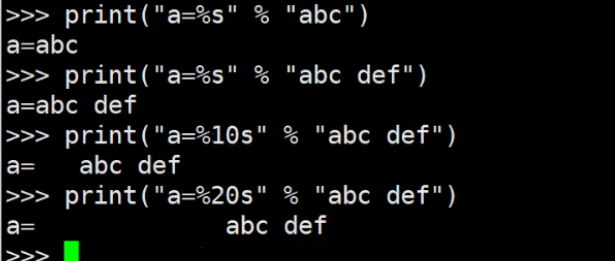 >>> print("a=%s" % "abc")
a=abc
>>> print("a=%s" % "abc def")
a=abc def
>>> print("a=%10s" % "abc def")
a=   abc def
>>> print("a=%20s" % "abc def")
a=             abc def
>>>